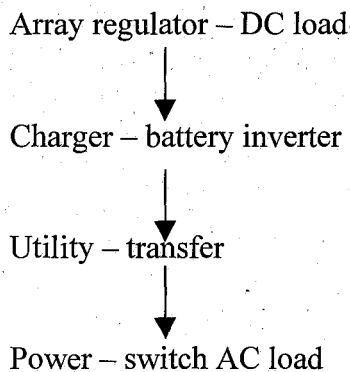 Array regulator – DC load
Charger – battery inverter
Utility – transfer
Power – switch AC load